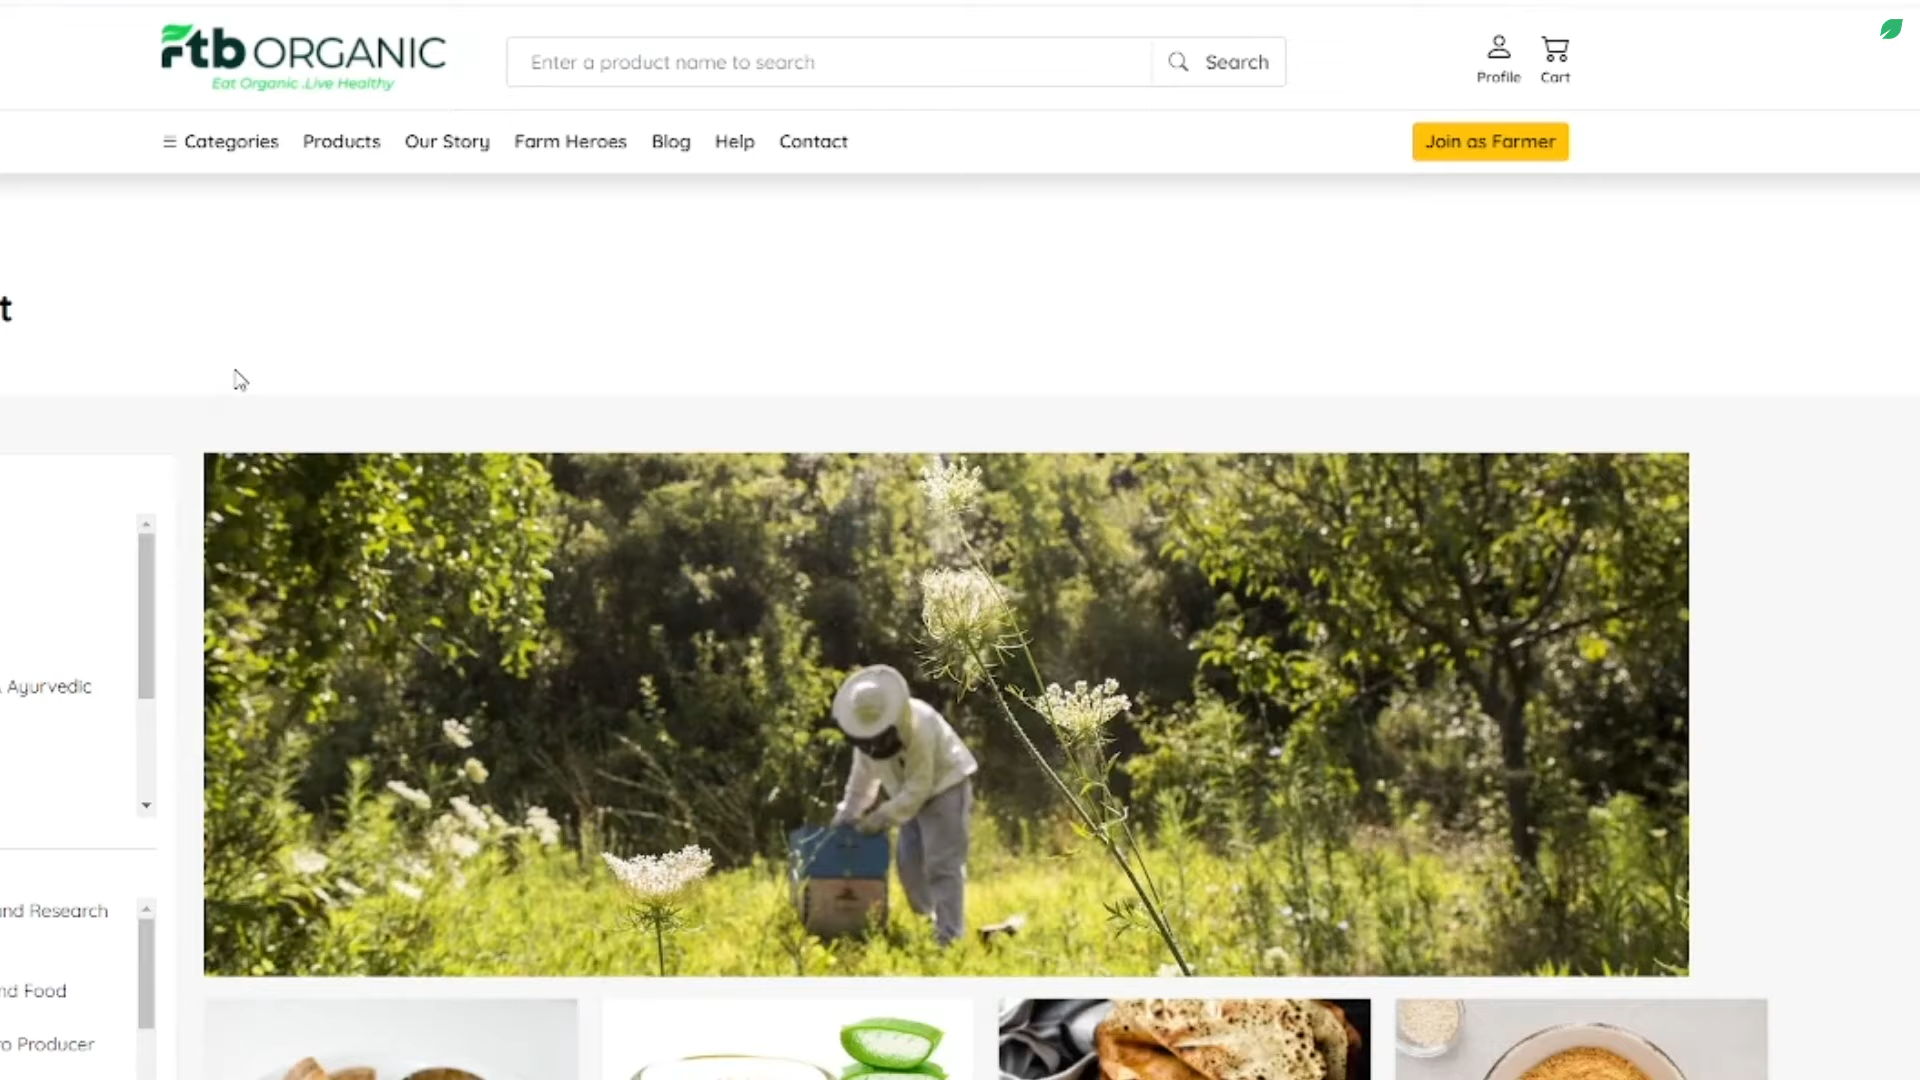 Ftb ORGANIC
Eat Organic .Live Healthy
Enter a product name to search
Search
Profile
Cart
Categories
Products
Our Story
Farm Heroes
Blog
Help
Contact
Join as Farmer
t
Ayurvedic
nd Research
nd Food
o Producer